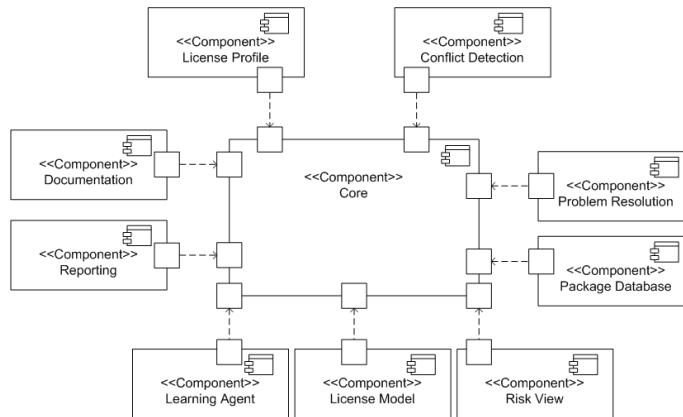 <<Component>>
License Profile
<<Component>>
Conflict Detection
<<Component>>
Documentation
<<Component>>
Core
<<Component>>
Problem Resolution
<<Component>>
Reporting
<<Component>>
Package Database
<<Component>>
Learning Agent
<<Component>>
License Model
<<Component>>
Risk View